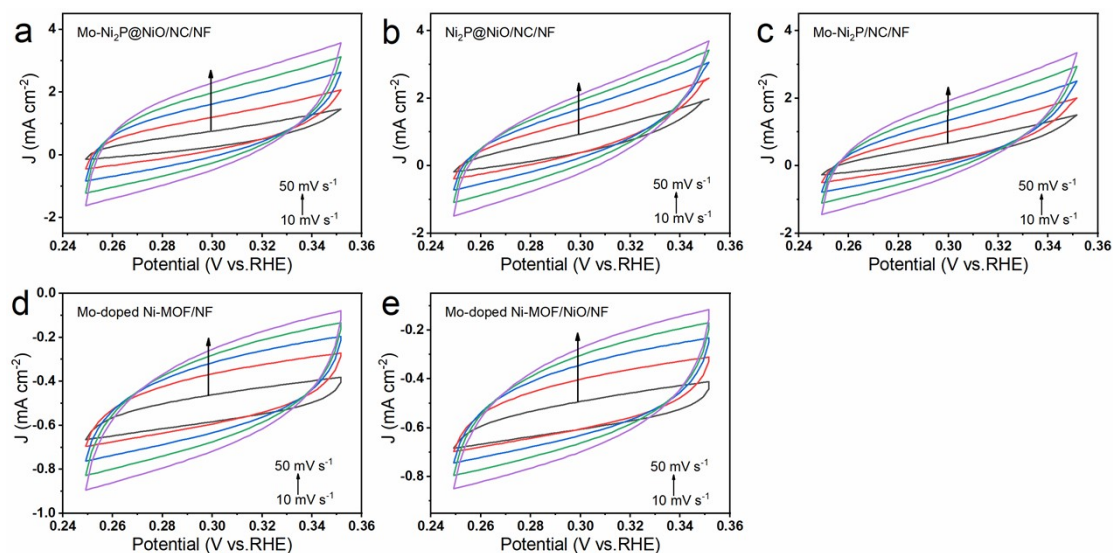 a
Mo-Ni₂P@NiO/NC/NF
4
2
0
-2
J (mA cm⁻²)
50 mV s⁻¹
10 mV s⁻¹
0.24 0.26 0.28 0.30 0.32 0.34 0.36
Potential (V vs.RHE)
b
Ni₂P@NiO/NC/NF
4
2
0
-2
J (mA cm⁻²)
50 mV s⁻¹
10 mV s⁻¹
0.24 0.26 0.28 0.30 0.32 0.34 0.36
Potential (V vs.RHE)
c
Mo-Ni₂P/NC/NF
4
2
0
-2
J (mA cm⁻²)
50 mV s⁻¹
10 mV s⁻¹
0.24 0.26 0.28 0.30 0.32 0.34 0.36
Potential (V vs.RHE)
d
Mo-doped Ni-MOF/NF
0.0
-0.2
-0.4
-0.6
-0.8
-1.0
J (mA cm⁻²)
50 mV s⁻¹
10 mV s⁻¹
0.24 0.26 0.28 0.30 0.32 0.34 0.36
Potential (V vs.RHE)
e
Mo-doped Ni-MOF/NiO/NF
-0.2
-0.4
-0.6
-0.8
J (mA cm⁻²)
50 mV s⁻¹
10 mV s⁻¹
0.24 0.26 0.28 0.30 0.32 0.34 0.36
Potential (V vs.RHE)